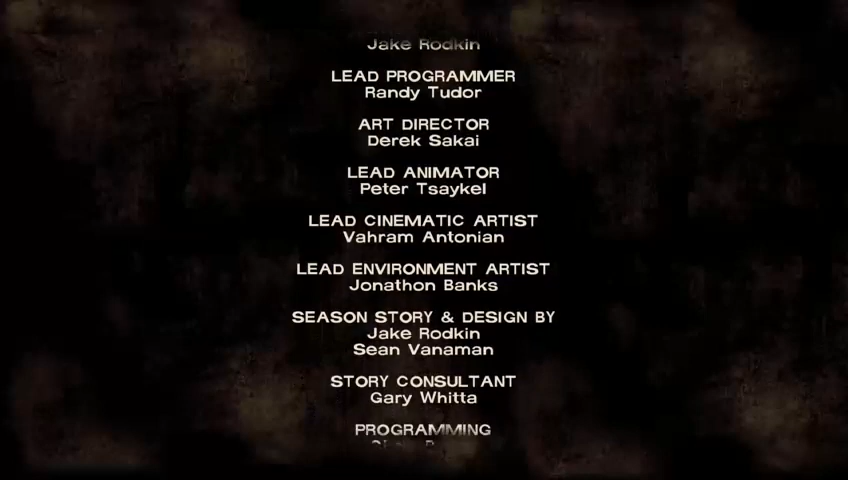 Jake Rodkin
LEAD PROGRAMMER
Randy Tudor
ART DIRECTOR
Derek Sakai
LEAD ANIMATOR
Peter Tsaykel
LEAD CINEMATIC ARTIST
Vahram Antonian
LEAD ENVIRONMENT ARTIST
Jonathon Banks
SEASON STORY & DESIGN BY
Jake Rodkin
Sean Vanaman
STORY CONSULTANT
Gary Whitta
PROGRAMMING